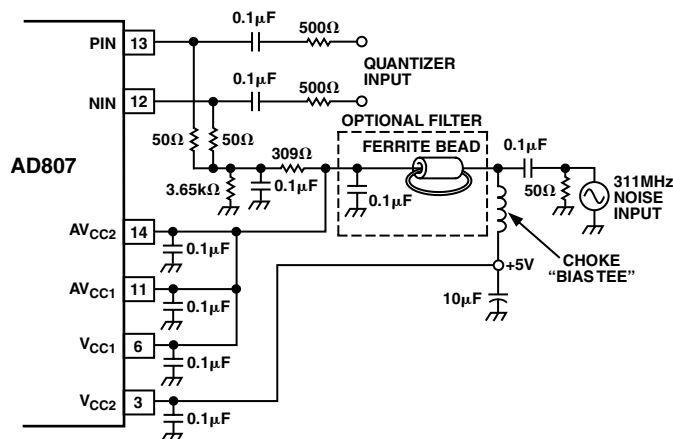 0.1μF
500Ω
PIN 13
QUANTIZER
INPUT
0.1μF
500Ω
NIN 12
OPTIONAL FILTER
FERRITE BEAD
50Ω
50Ω
0.1μF
AD807
309Ω
3.65kΩ
0.1μF
0.1μF
50Ω
311MHz
NOISE
INPUT
AVCC2 14
0.1μF
CHOKE
“BIAS TEE”
+5V
AVCC1 11
0.1μF
10μF
VCC1 6
0.1μF
VCC2 3
0.1μF